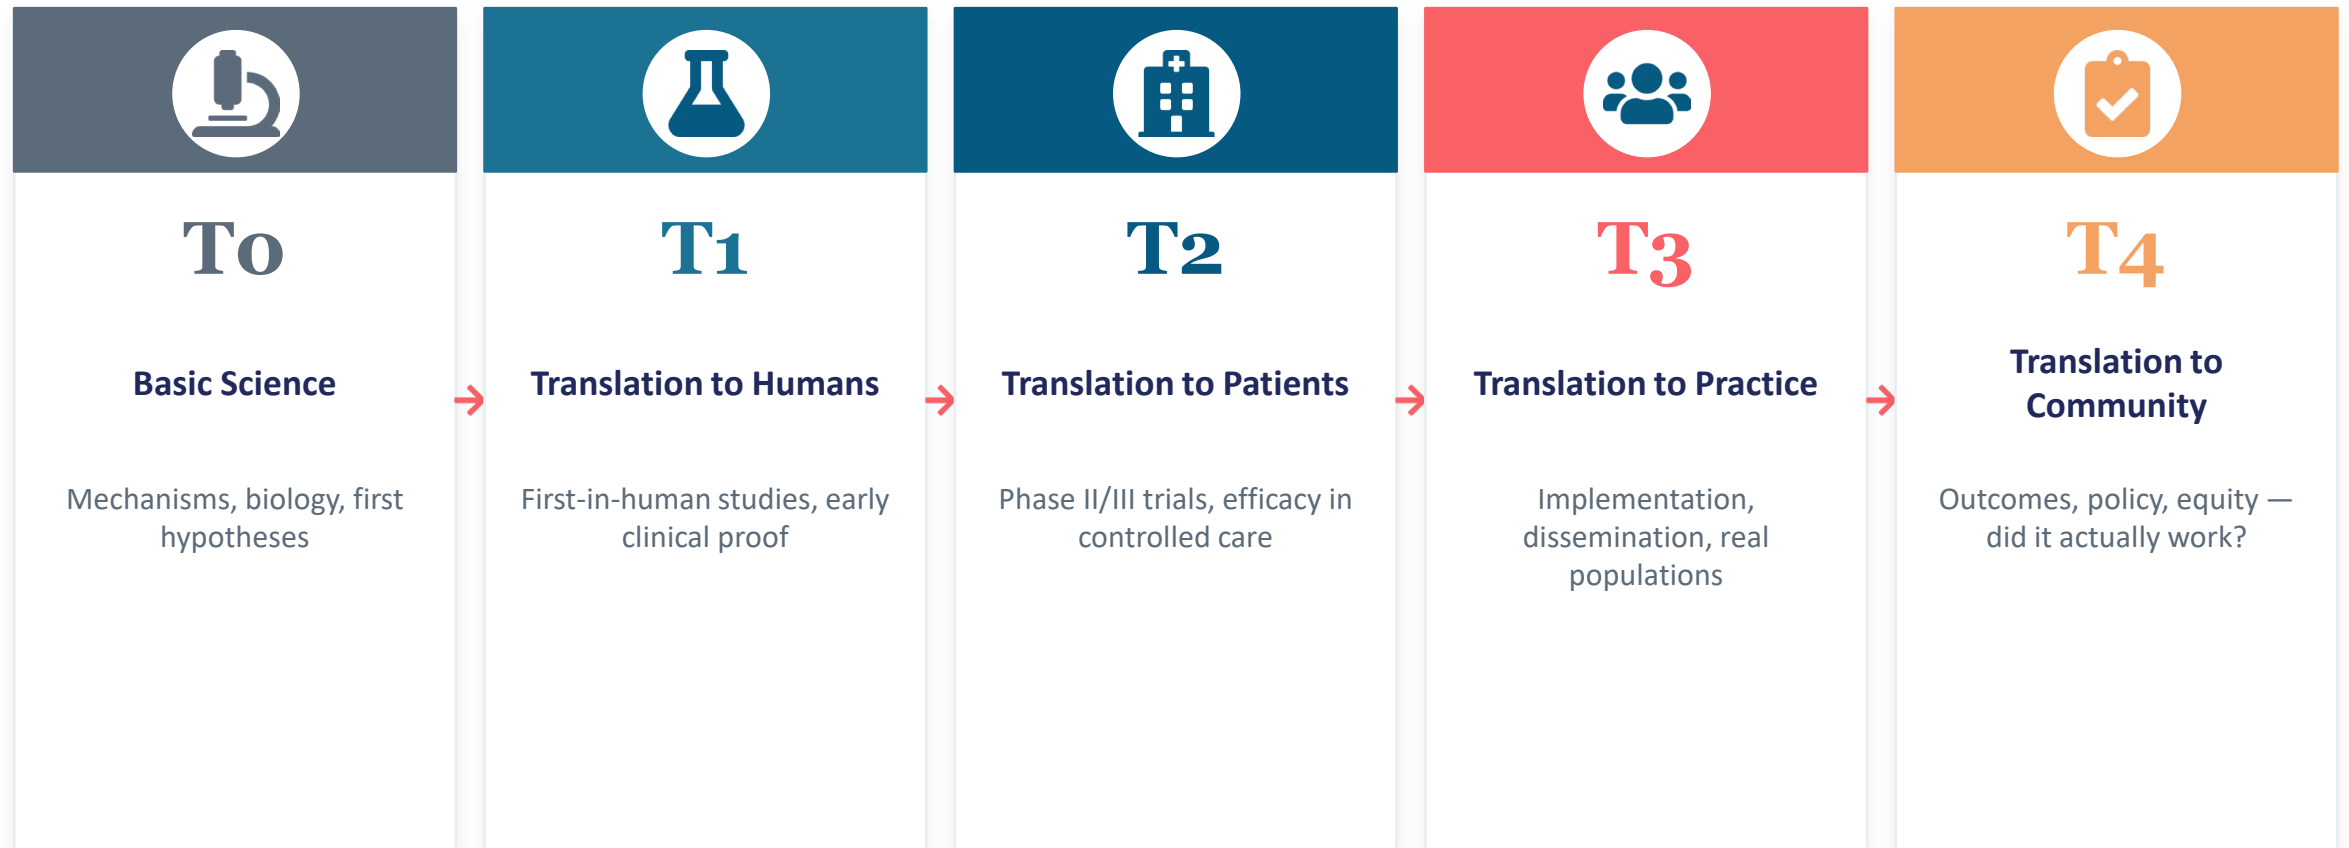 T0
Basic Science
Mechanisms, biology, first
hypotheses
T1
Translation to Humans
First-in-human studies, early
clinical proof
T2
Translation to Patients
Phase II/III trials, efficacy in
controlled care
T3
Translation to Practice
Implementation,
dissemination, real
populations
T4
Translation to
Community
Outcomes, policy, equity —
did it actually work?